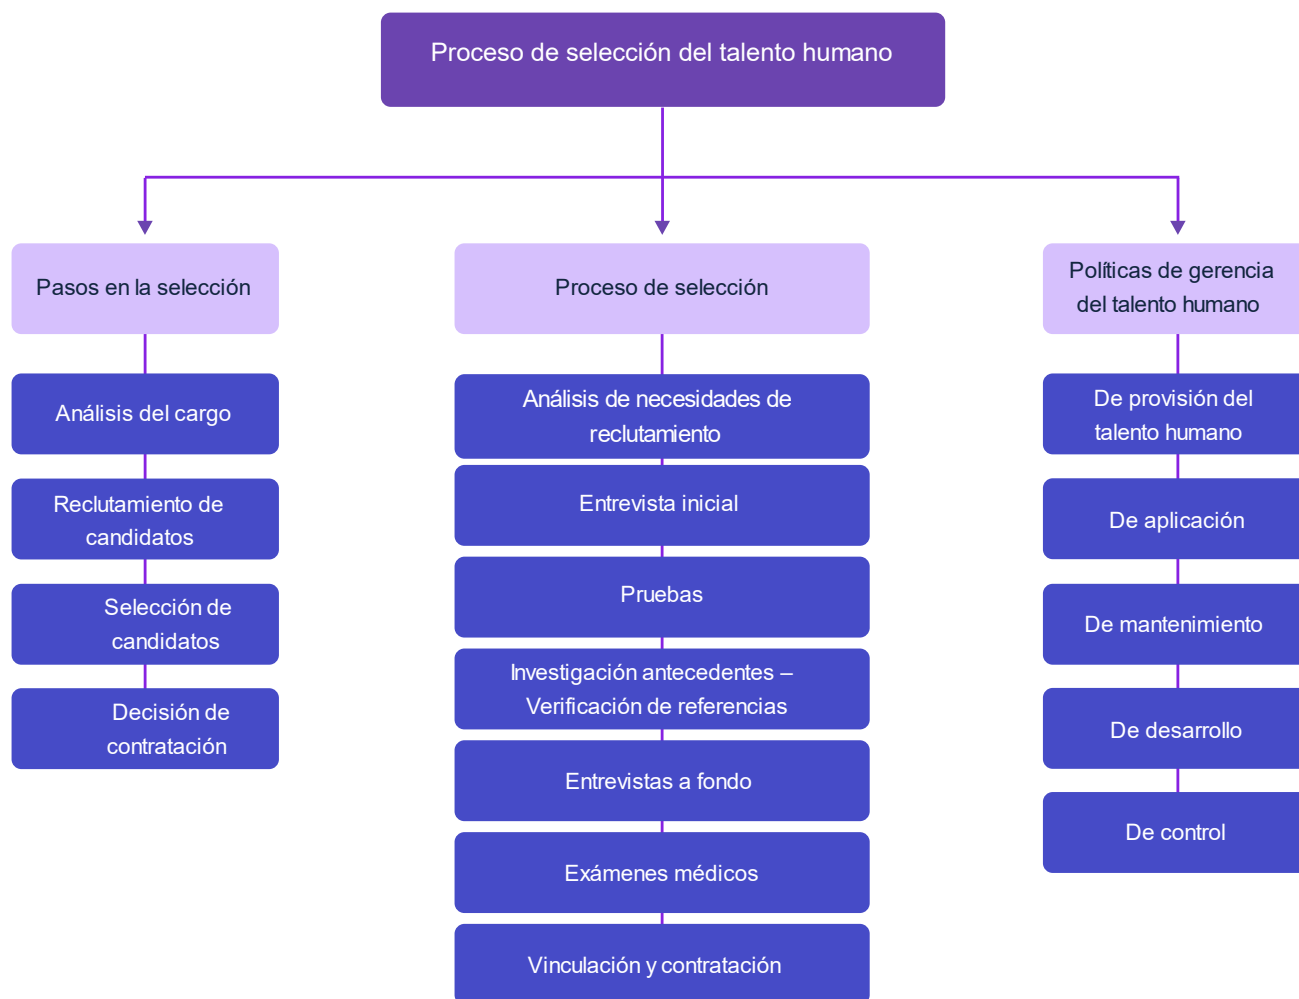 Proceso de selección del talento humano
Pasos en la selección
Análisis del cargo
Reclutamiento de
candidatos
Selección de
candidatos
Decisión de
contratación
Proceso de selección
Análisis de necesidades de
reclutamiento
Entrevista inicial
Pruebas
Investigación antecedentes –
Verificación de referencias
Entrevistas a fondo
Exámenes médicos
Vinculación y contratación
Políticas de gerencia
del talento humano
De provisión del
talento humano
De aplicación
De mantenimiento
De desarrollo
De control